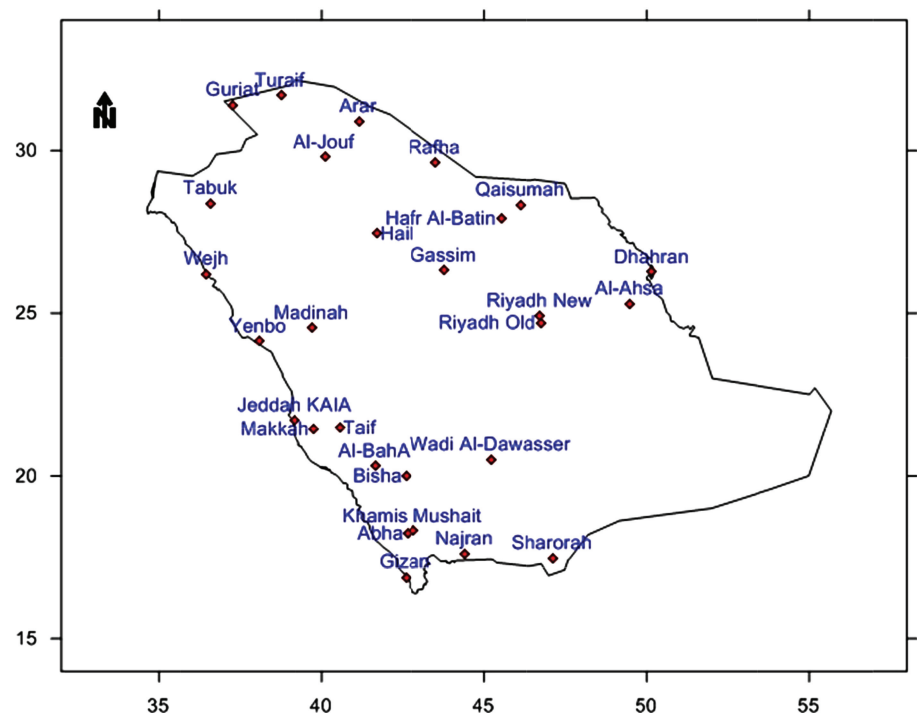 Turaif
Guriat
Arar
N
Al-Jouf
Rafha
30
Tabuk
Qaisumah
Hafr Al-Batin
Hail
Gassim
Wejh
Dhahran
Al-Ahsa
Riyadh New
25
Madinah
Yenbo
Riyadh Old
Jeddah KAIA
Makkah
Taif
Al-BahA
Wadi Al-Dawasser
20
Bisha
Khamis Mushait
Abha
Najran
Sharorah
Gizan
15
35
40
45
50
55